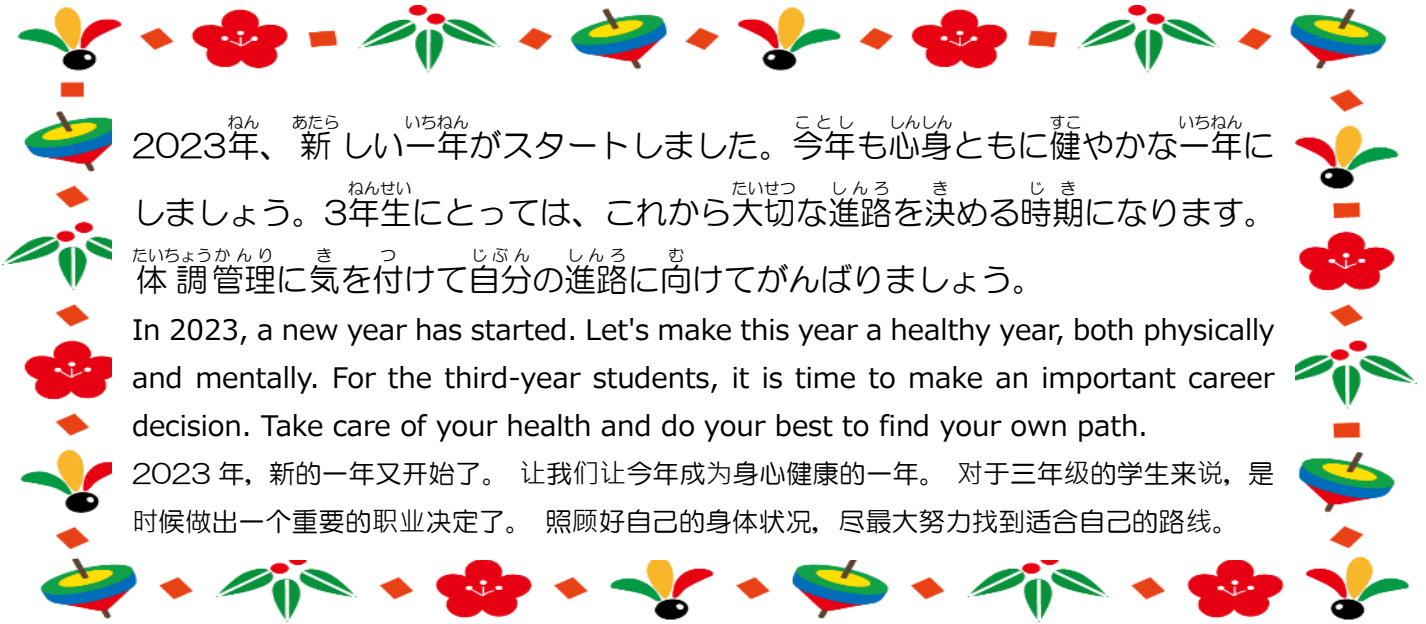 2023年、新しい一年がスタートしました。今年も心身ともに健やかな一年に
しましょう。3年生にとっては、これから大切な進路を決める時期になります。
体調管理に気を付けて自分の進路に向けてがんばりましょう。
In 2023, a new year has started. Let's make this year a healthy year, both physically
and mentally. For the third-year students, it is time to make an important career
decision. Take care of your health and do your best to find your own path.
2023 年，新的一年又开始了。 让我们让今年成为身心健康的一年。 对于三年级的学生来说，是
时候做出一个重要的职业决定了。 照顾好自己的身体状况，尽最大努力找到适合自己的路线。